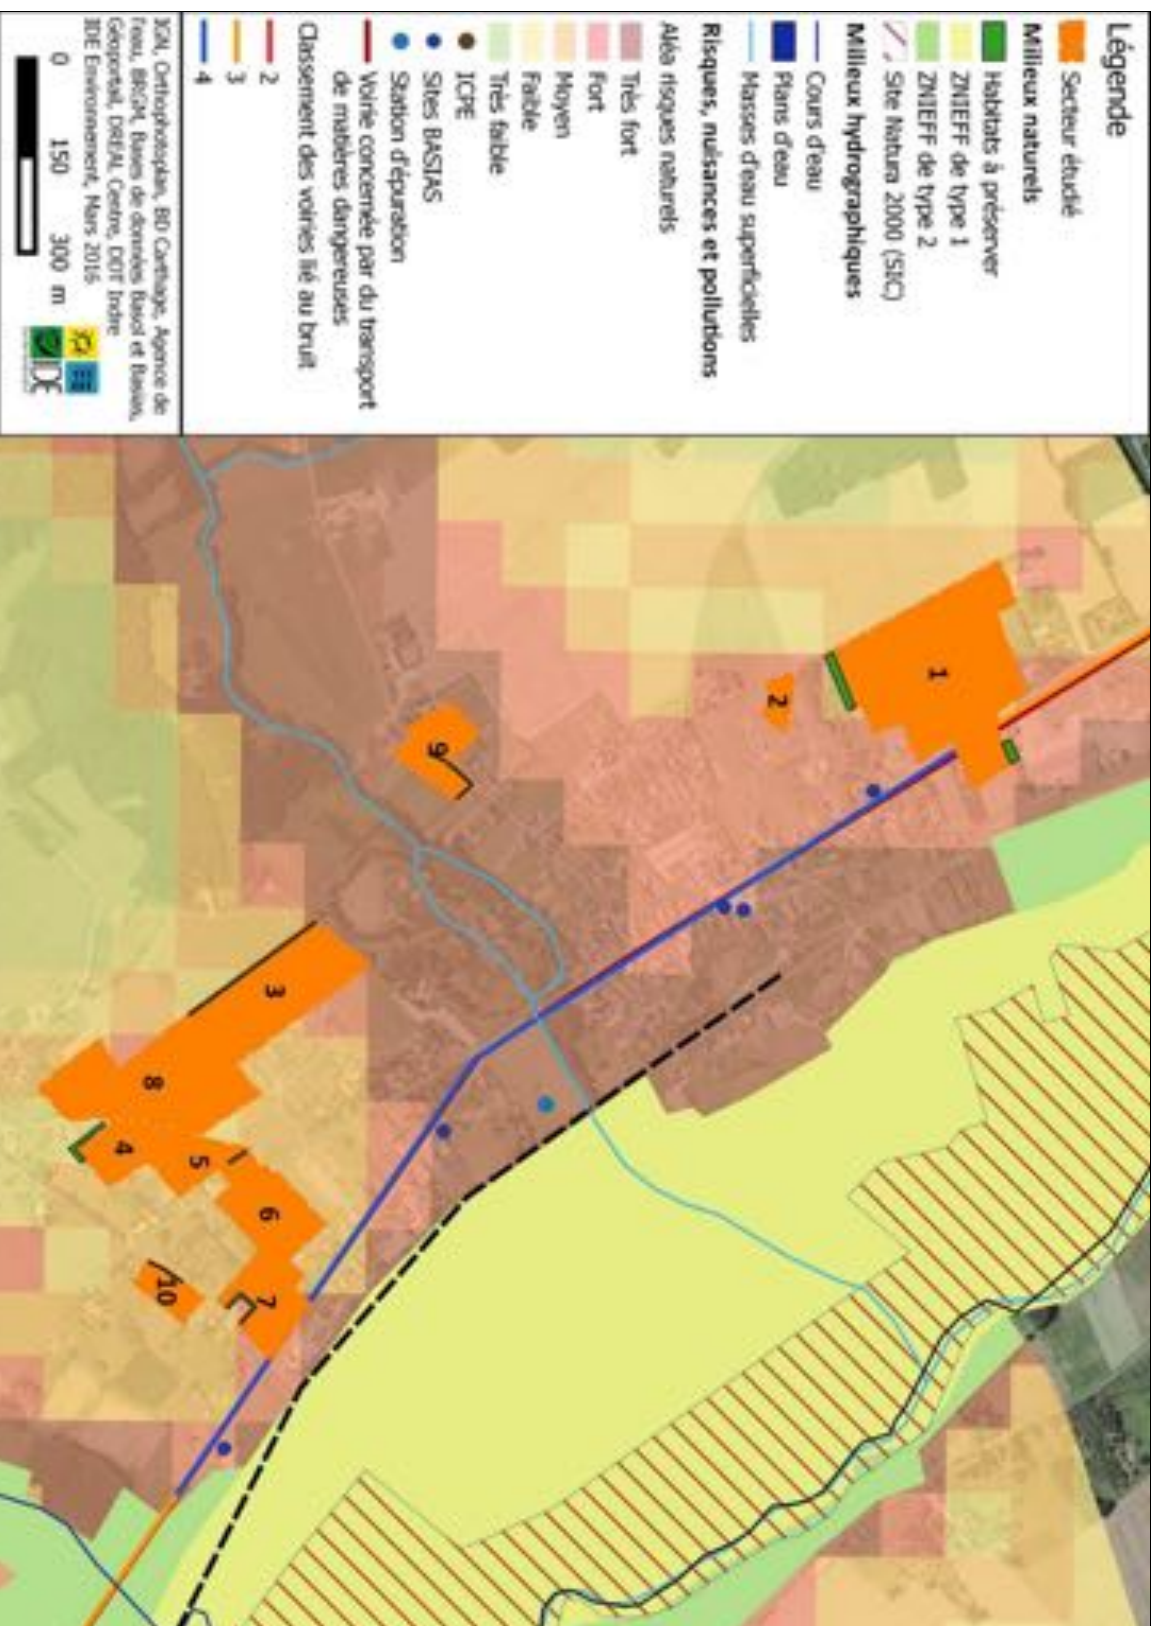 Légende
Secteur étudié
Milieux naturels
Habitats à préserver
ZNIEFF de type 1
ZNIEFF de type 2
Site Natura 2000 (SIC)
Milieux hydrographiques
Cours d'eau
Plans d'eau
Masses d'eau superficielles
Risques, nuisances et pollutions
Aléa risques naturels
Très fort
Fort
Moyen
Faible
Très faible
ICPE
Sites BASIAS
Station d'épuration
Voirie concernée par du transport
de matières dangereuses
Classement des voiries lié au bruit
2
3
4
IGN, Orthophotoplan, BD Carthage, Agence de
l'eau, BRGM, Bases de données Basol et Basias,
Géoportail, DREAL Centre, DDT Indre
IDE Environnement, Mars 2016
0 150 300 m
IDE
1
2
9
3
8
4
5
6
7
10